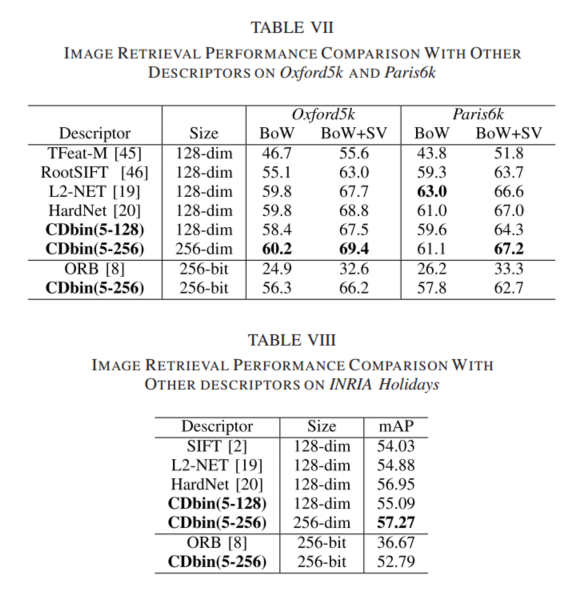 TABLE VII
IMAGE RETRIEVAL PERFORMANCE COMPARISON WITH OTHER
DESCRIPTORS ON Oxford5k AND Paris6k
Oxford5k Paris6k
Descriptor Size BoW BoW+SV BoW BoW+SV
TFeat-M [45] 128-dim 46.7 55.6 43.8 51.8
RootSIFT [46] 128-dim 55.1 63.0 59.3 63.7
L2-NET [19] 128-dim 59.8 67.7 63.0 66.6
HardNet [20] 128-dim 59.8 68.8 61.0 67.0
CDbin(5-128) 128-dim 58.4 67.5 59.6 64.3
CDbin(5-256) 256-dim 60.2 69.4 61.1 67.2
ORB [8] 256-bit 24.9 32.6 26.2 33.3
CDbin(5-256) 256-bit 56.3 66.2 57.8 62.7
TABLE VIII
IMAGE RETRIEVAL PERFORMANCE COMPARISON WITH
OTHER DESCRIPTORS ON INRIA Holidays
Descriptor Size mAP
SIFT [2] 128-dim 54.03
L2-NET [19] 128-dim 54.88
HardNet [20] 128-dim 56.95
CDbin(5-128) 128-dim 55.09
CDbin(5-256) 256-dim 57.27
ORB [8] 256-bit 36.67
CDbin(5-256) 256-bit 52.79